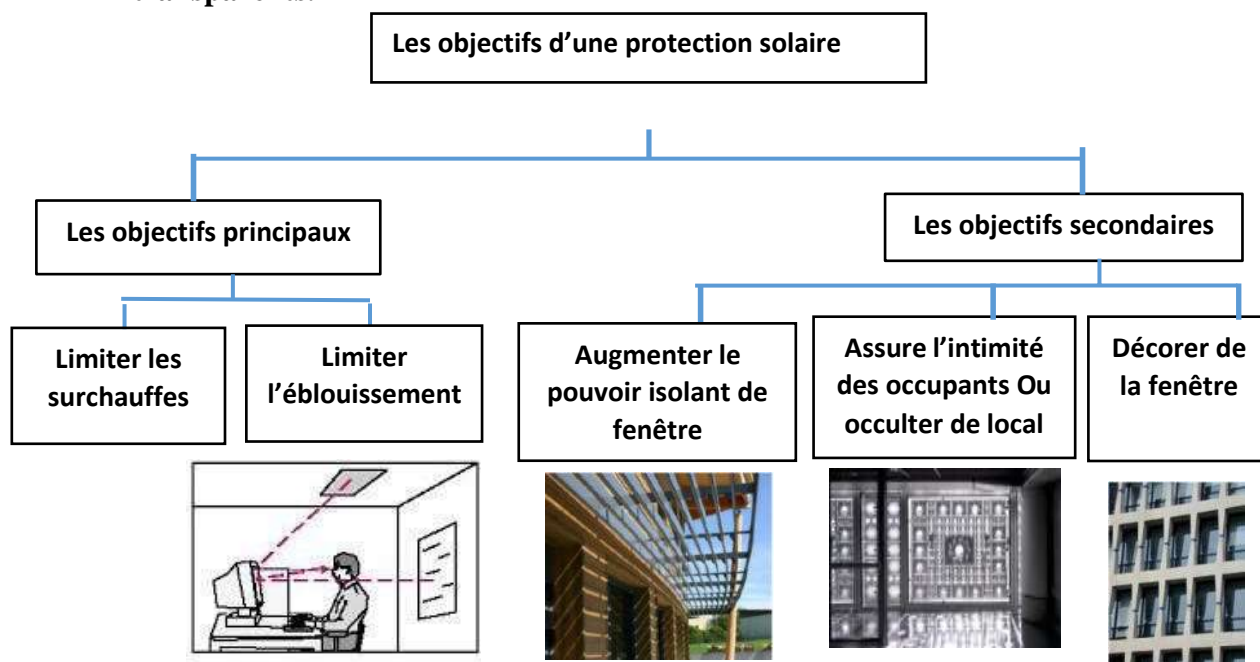 Les objectifs d’une protection solaire
Les objectifs principaux
Les objectifs secondaires
Limiter les
surchauffes
Limiter
l’éblouissement
Augmenter le
pouvoir isolant de
fenêtre
Assure l’intimité
des occupants Ou
occulter de local
Décorer de
la fenêtre